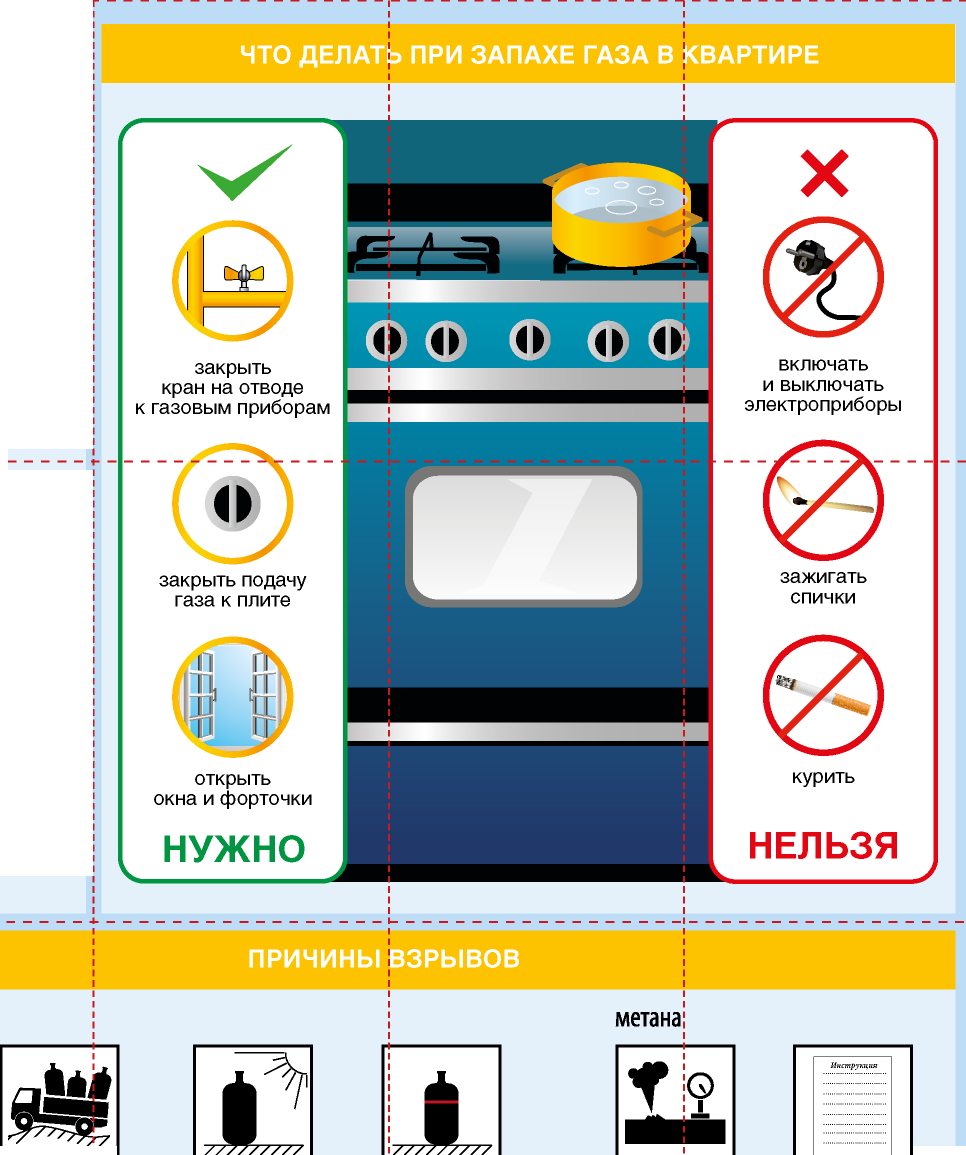 ЧТО ДЕЛАТЬ ПРИ ЗАПАХЕ ГАЗА В КВАРТИРЕ
закрыть
кран на отводе
к газовым приборам
закрыть подачу
газа к плите
открыть
окна и форточки
НУЖНО
включать
и выключать
электроприборы
зажигать
спички
курить
НЕЛЬЗЯ
ПРИЧИНЫ ВЗРЫВОВ
метана
Инструкция